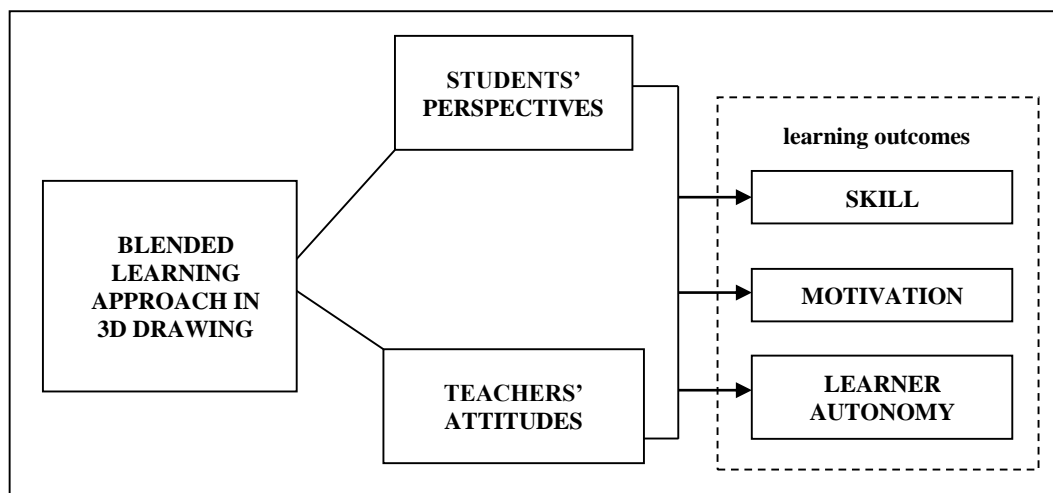 STUDENTS’
PERSPECTIVES
learning outcomes
SKILL
BLENDED
LEARNING
APPROACH IN
3D DRAWING
MOTIVATION
TEACHERS’
ATTITUDES
LEARNER
AUTONOMY